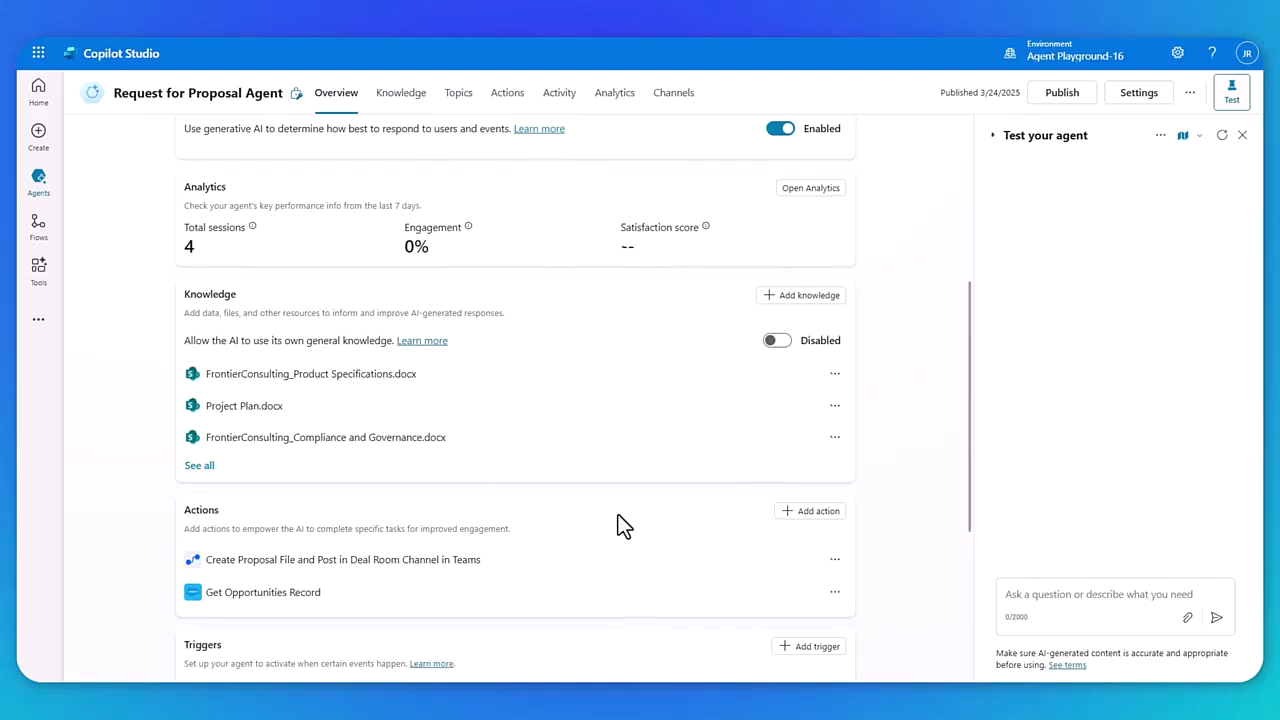 Copilot Studio
Environment
Agent Playground-16
JR
Home
Create
Agents
Flows
Tools
Request for Proposal Agent
Overview
Knowledge
Topics
Actions
Activity
Analytics
Channels
Published 3/24/2025
Publish
Settings
Test
Use generative AI to determine how best to respond to users and events. Learn more
Enabled
Analytics
Open Analytics
Check your agent's key performance info from the last 7 days.
Total sessions
Engagement
Satisfaction score
4
0%
--
Knowledge
Add knowledge
Add data, files, and other resources to inform and improve AI-generated responses.
Allow the AI to use its own general knowledge. Learn more
Disabled
FrontierConsulting_Product Specifications.docx
Project Plan.docx
FrontierConsulting_Compliance and Governance.docx
See all
Actions
Add action
Add actions to empower the AI to complete specific tasks for improved engagement.
Create Proposal File and Post in Deal Room Channel in Teams
Get Opportunities Record
Triggers
Add trigger
Set up your agent to activate when certain events happen. Learn more.
Test your agent
Ask a question or describe what you need
0/2000
Make sure AI-generated content is accurate and appropriate
before using. See terms